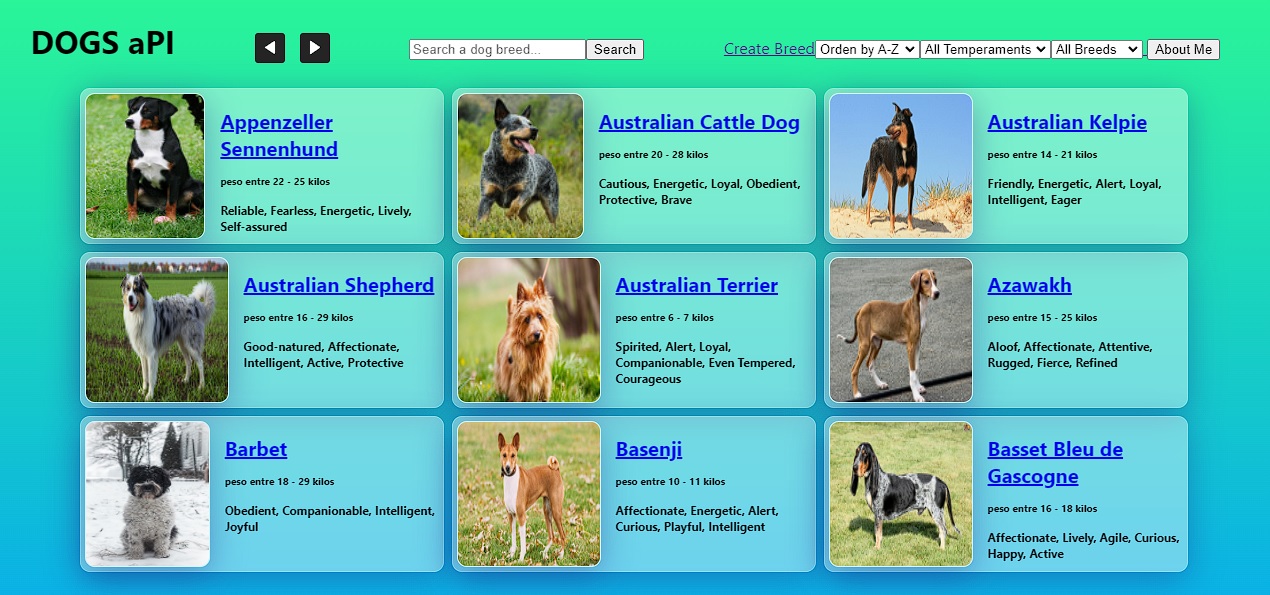 DOGS aPI
Search a dog breed... Search
Create Breed Orden by A-Z All Temperaments All Breeds About Me
Appenzeller
Sennenhund
peso entre 22 - 25 kilos
Reliable, Fearless, Energetic, Lively,
Self-assured
Australian Cattle Dog
peso entre 20 - 28 kilos
Cautious, Energetic, Loyal, Obedient,
Protective, Brave
Australian Kelpie
peso entre 14 - 21 kilos
Friendly, Energetic, Alert, Loyal,
Intelligent, Eager
Australian Shepherd
peso entre 16 - 29 kilos
Good-natured, Affectionate,
Intelligent, Active, Protective
Australian Terrier
peso entre 6 - 7 kilos
Spirited, Alert, Loyal,
Companionable, Even Tempered,
Courageous
Azawakh
peso entre 15 - 25 kilos
Aloof, Affectionate, Attentive,
Rugged, Fierce, Refined
Barbet
peso entre 18 - 29 kilos
Obedient, Companionable, Intelligent,
Joyful
Basenji
peso entre 10 - 11 kilos
Affectionate, Energetic, Alert,
Curious, Playful, Intelligent
Basset Bleu de
Gascogne
peso entre 16 - 18 kilos
Affectionate, Lively, Agile, Curious,
Happy, Active